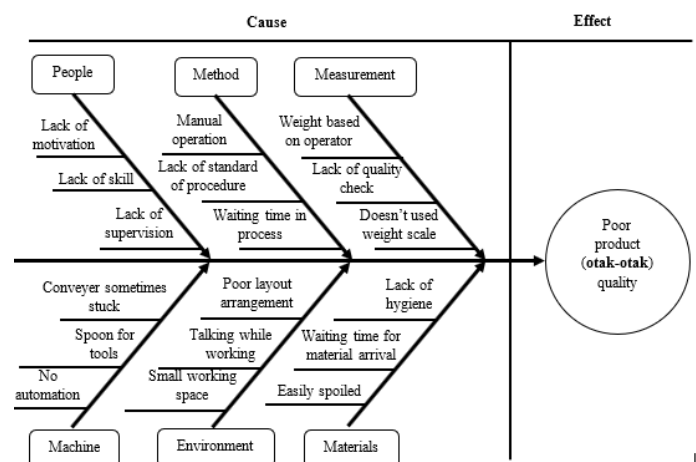 Cause
Effect
People
Method
Measurement
Lack of
motivation
Lack of skill
Lack of
supervision
Manual
operation
Lack of standard
of procedure
Waiting time in
process
Weight based
on operator
Lack of quality
check
Doesn't used
weight scale
Poor
product
(otak-otak)
quality
Conveyer sometimes
stuck
Spoon for
tools
No
automation
Poor layout
arrangement
Talking while
working
Small working
space
Lack of
hygiene
Waiting time for
material arrival
Easily spoiled
Machine
Environment
Materials